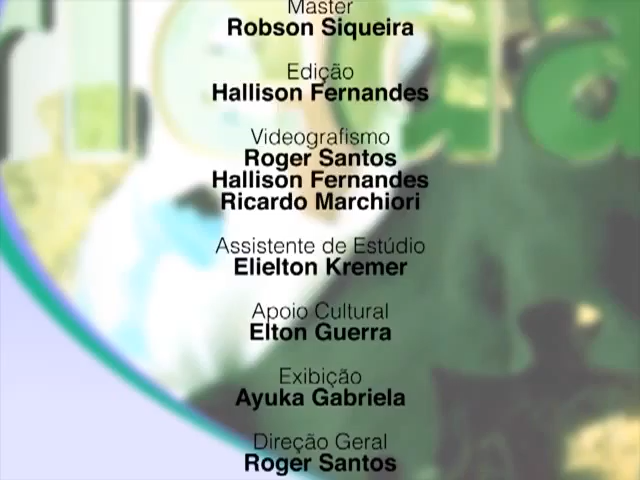 Master
Robson Siqueira
Edição
Hallison Fernandes
Videografismo
Roger Santos
Hallison Fernandes
Ricardo Marchiori
Assistente de Estúdio
Elielton Kremer
Apoio Cultural
Elton Guerra
Exibição
Ayuka Gabriela
Direção Geral
Roger Santos